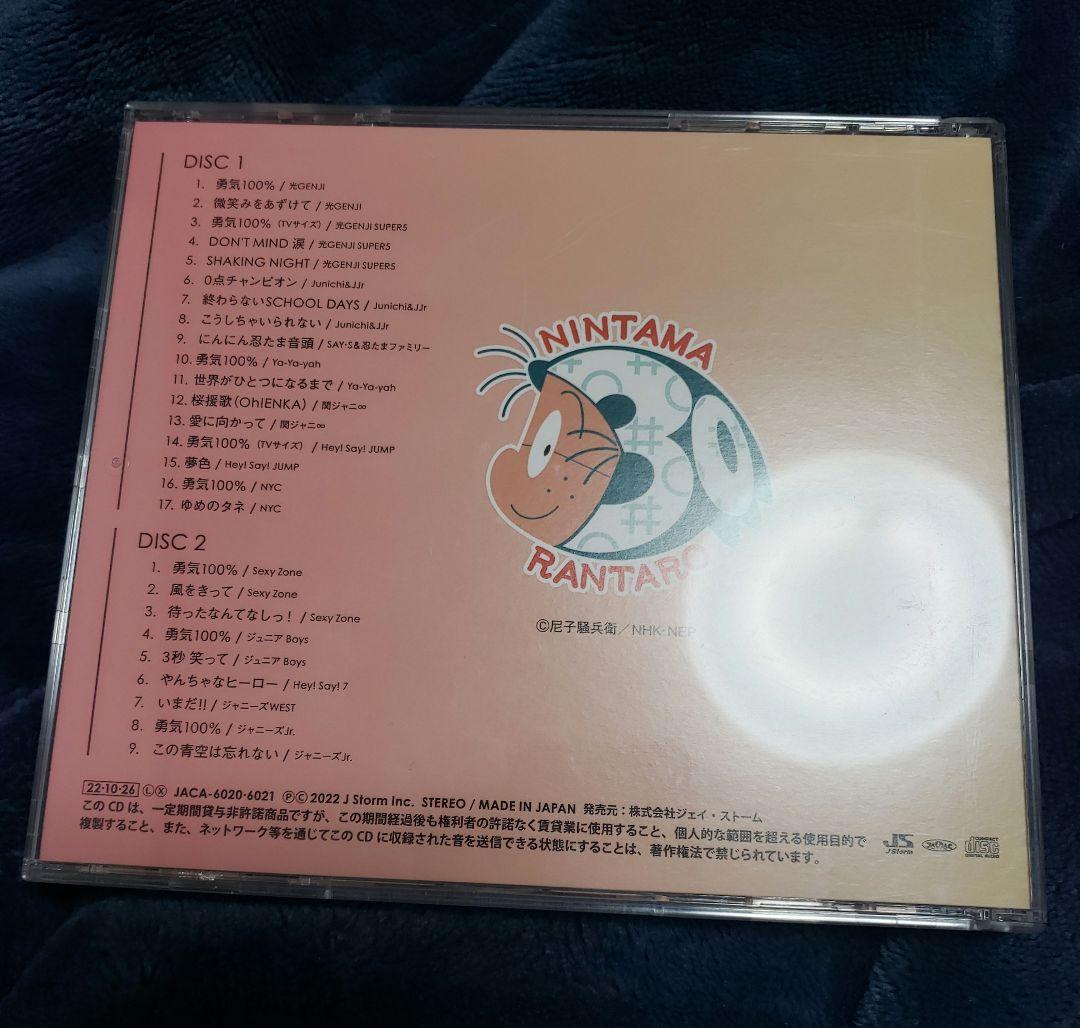 DISC 1
1. 勇気100% / 光GENJI
2. 微笑みをあずけて / 光GENJI
3. 勇気100%（TVサイズ）/ 光GENJI SUPER5
4. DON'T MIND 涙 / 光GENJI SUPER5
5. SHAKING NIGHT / 光GENJI SUPER5
6. 0点チャンピオン / Junichi&JJr
7. 終わらないSCHOOL DAYS / Junichi&JJr
8. こうしちゃいられない / Junichi&JJr
9. にんにん忍たま音頭 / SAY·S&忍たまファミリー
10. 勇気100% / Ya-Ya-yah
11. 世界がひとつになるまで / Ya-Ya-yah
12. 桜援歌（Oh!ENKA）/ 関ジャニ∞
13. 愛に向かって / 関ジャニ∞
14. 勇気100%（TVサイズ）/ Hey! Say! JUMP
15. 夢色 / Hey! Say! JUMP
16. 勇気100% / NYC
17. ゆめのタネ / NYC
DISC 2
1. 勇気100% / Sexy Zone
2. 風をきって / Sexy Zone
3. 待ったなんてなしっ! / Sexy Zone
4. 勇気100% / ジュニア Boys
5. 3秒 笑って / ジュニア Boys
6. やんちゃなヒーロー / Hey! Say! 7
7. いまだ!! / ジャニーズWEST
8. 勇気100% / ジャニーズJr.
9. この青空は忘れない / ジャニーズJr.
NINTAMA
30
RANTARO
©尼子騒兵衛／NHK·NEP
22·10·26 Ⓛ Ⓧ JACA-6020·6021 ℗©2022 J Storm Inc. STEREO / MADE IN JAPAN 発売元：株式会社ジェイ・ストーム
このCDは、一定期間貸与非許諾商品ですが、この期間経過後も権利者の許諾なく賃貸業に使用すること、個人的な範囲を超える使用目的で
複製すること、また、ネットワーク等を通じてこのCDに収録された音を送信できる状態にすることは、著作権法で禁じられています。
JS
J Storm
COMPACT
disc
DIGITAL AUDIO